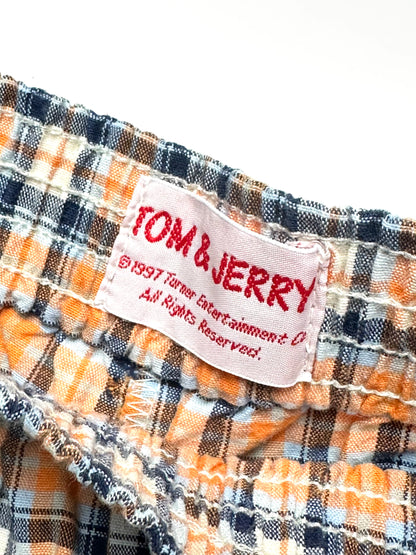 TOM & JERRY
©1997 Turner Entertainment Co
All Rights Reserved.